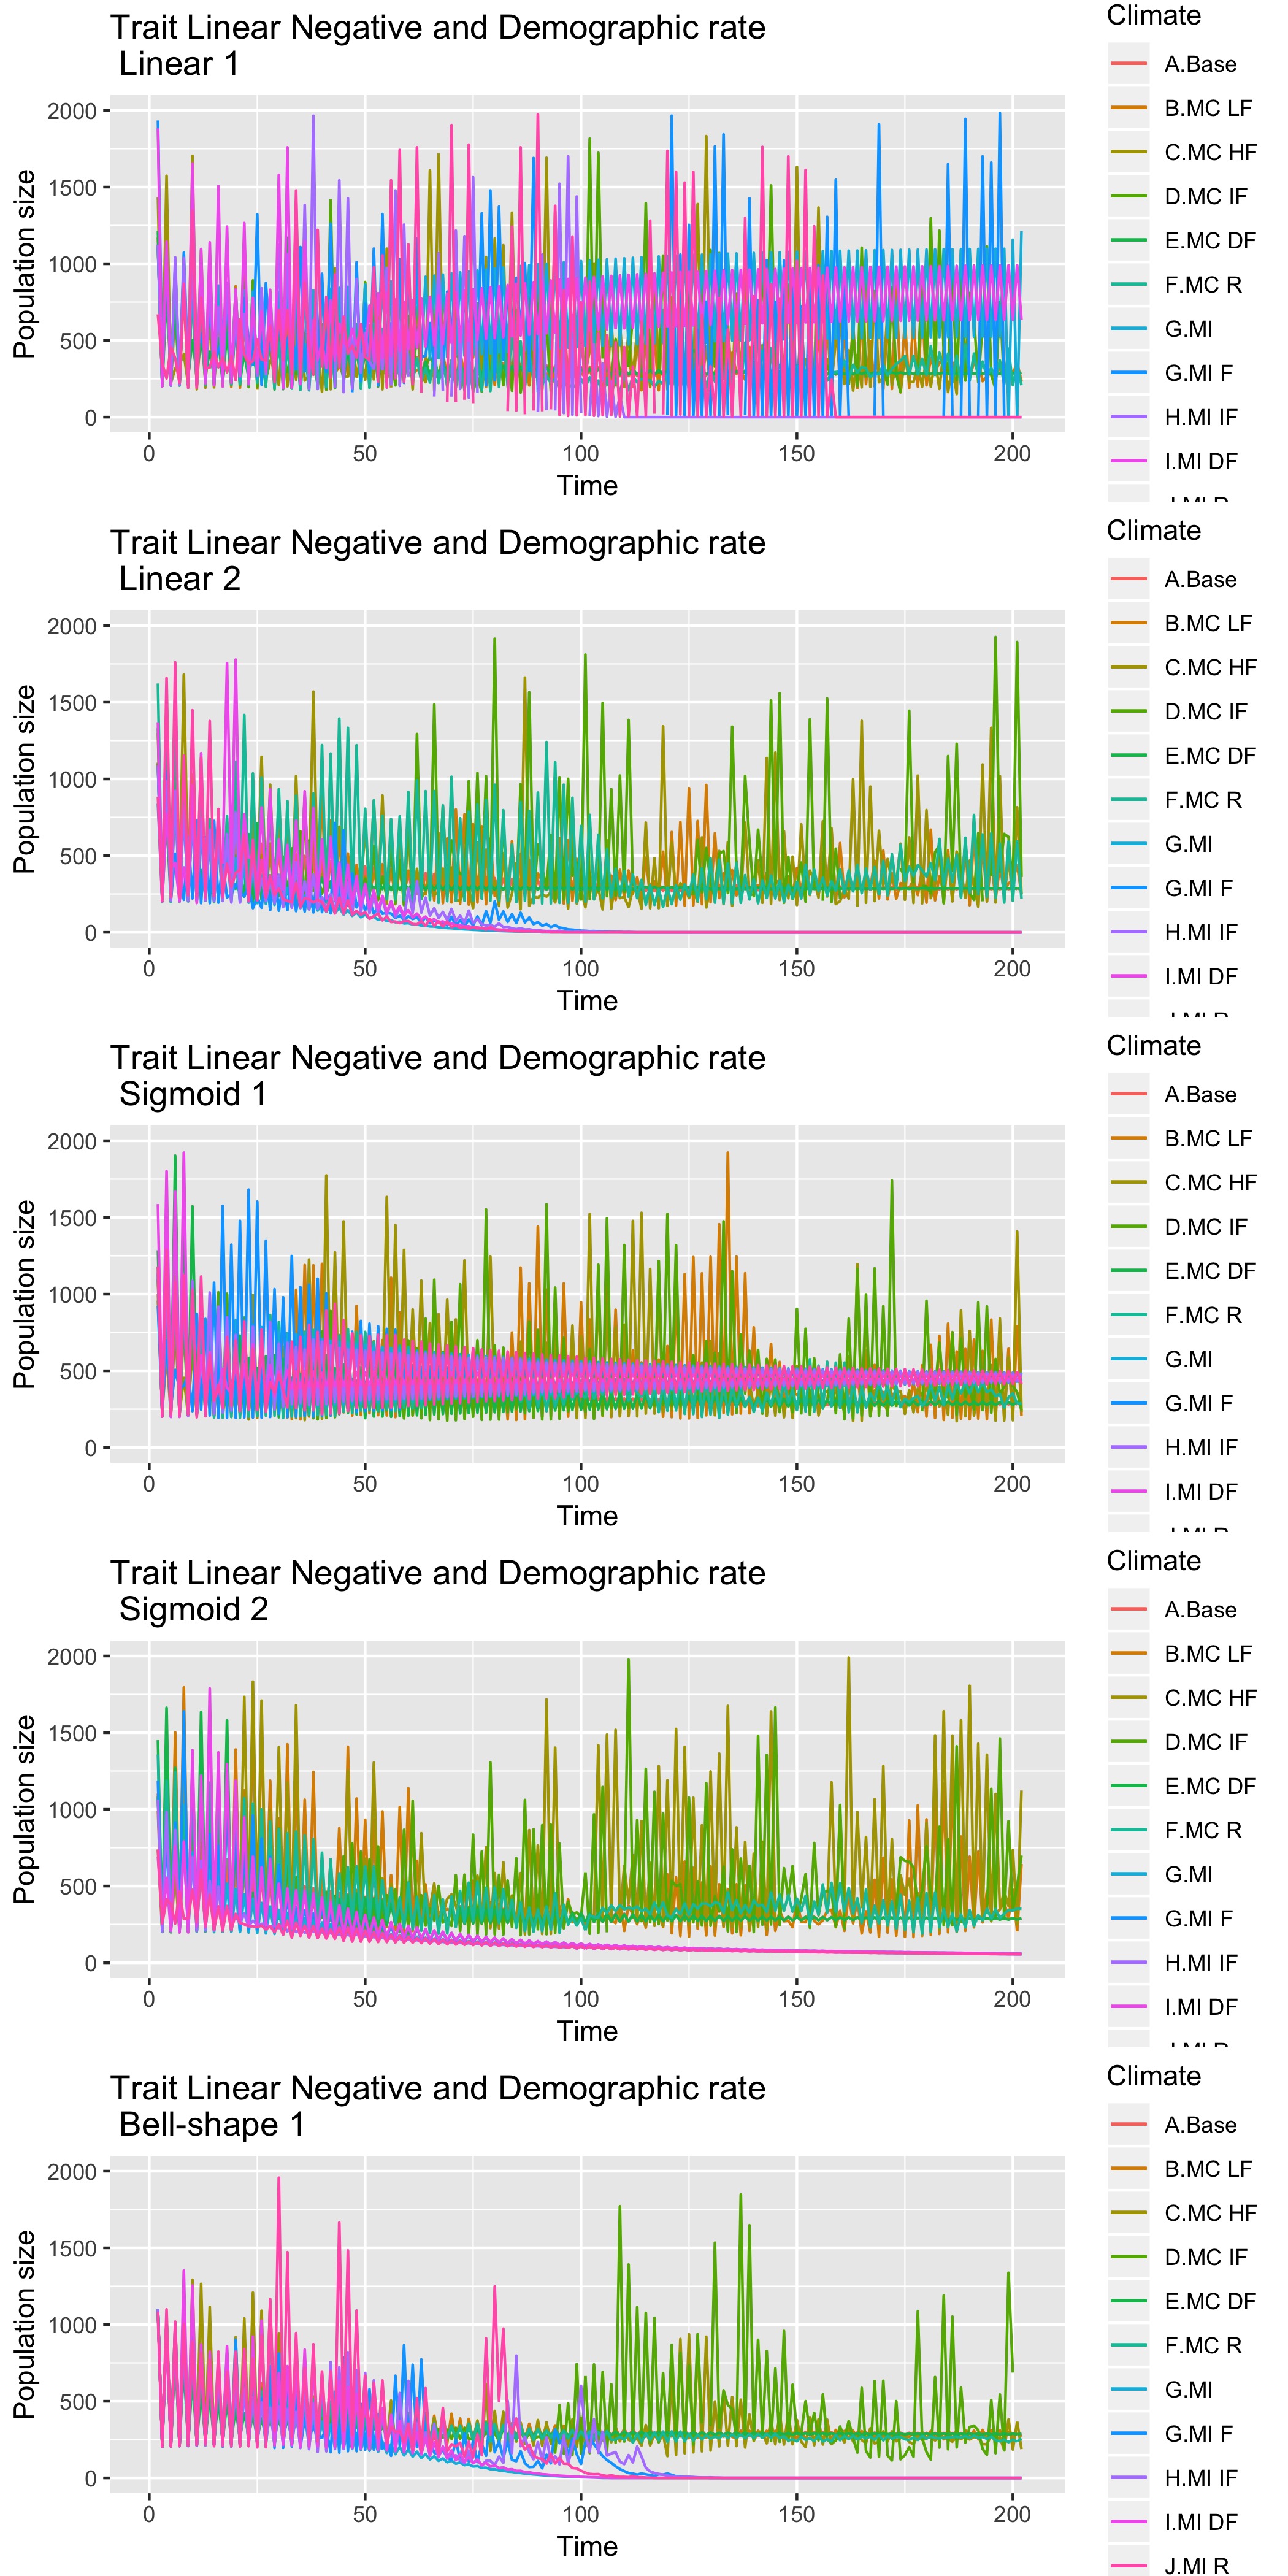 Trait Linear Negative and Demographic rate
Linear 1
Population size
2000
1500
1000
500
0
0 50 100 150 200
Time
Climate
A.Base
B.MC LF
C.MC HF
D.MC IF
E.MC DF
F.MC R
G.MI
G.MI F
H.MI IF
I.MI DF
Trait Linear Negative and Demographic rate
Linear 2
Population size
2000
1500
1000
500
0
0 50 100 150 200
Time
Climate
A.Base
B.MC LF
C.MC HF
D.MC IF
E.MC DF
F.MC R
G.MI
G.MI F
H.MI IF
I.MI DF
Trait Linear Negative and Demographic rate
Sigmoid 1
Population size
2000
1500
1000
500
0
0 50 100 150 200
Time
Climate
A.Base
B.MC LF
C.MC HF
D.MC IF
E.MC DF
F.MC R
G.MI
G.MI F
H.MI IF
I.MI DF
Trait Linear Negative and Demographic rate
Sigmoid 2
Population size
2000
1500
1000
500
0
0 50 100 150 200
Time
Climate
A.Base
B.MC LF
C.MC HF
D.MC IF
E.MC DF
F.MC R
G.MI
G.MI F
H.MI IF
I.MI DF
Trait Linear Negative and Demographic rate
Bell-shape 1
Population size
2000
1500
1000
500
0
0 50 100 150 200
Time
Climate
A.Base
B.MC LF
C.MC HF
D.MC IF
E.MC DF
F.MC R
G.MI
G.MI F
H.MI IF
I.MI DF
J.MI R